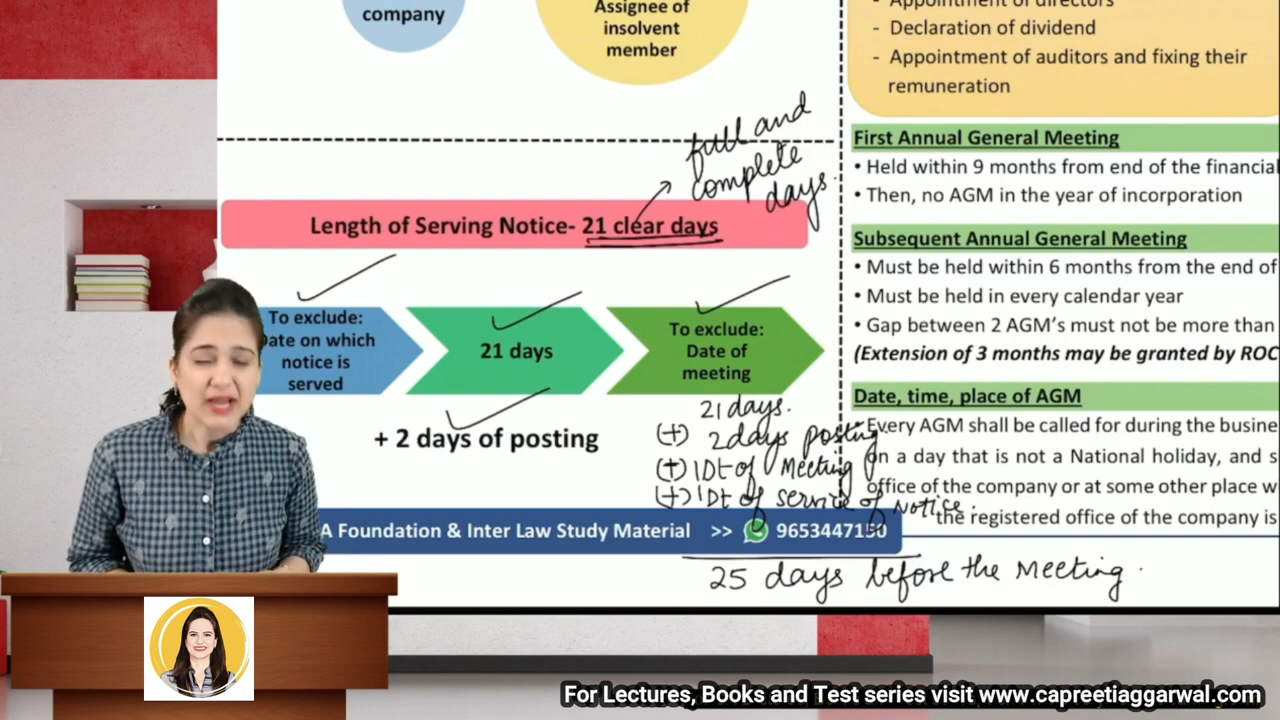 company
Assignee of
insolvent
member
full and
complete
days.
Length of Serving Notice- 21 clear days
To exclude:
Date on which
notice is
served
21 days
To exclude:
Date of
meeting
+ 2 days of posting
21 days.
(+) 2 days posting
(+) 1 Dt of Meeting
(+) 1 Dt of service of Notice.
25 days before the Meeting.
A Foundation & Inter Law Study Material >> 9653447150
Appointment of directors
- Declaration of dividend
- Appointment of auditors and fixing their
remuneration
First Annual General Meeting
• Held within 9 months from end of the financial
• Then, no AGM in the year of incorporation
Subsequent Annual General Meeting
• Must be held within 6 months from the end of
• Must be held in every calendar year
• Gap between 2 AGM's must not be more than
(Extension of 3 months may be granted by ROC
Date, time, place of AGM
Every AGM shall be called for during the busine
on a day that is not a National holiday, and s
office of the company or at some other place w
the registered office of the company is
For Lectures, Books and Test series visit www.capreetiaggarwal.com